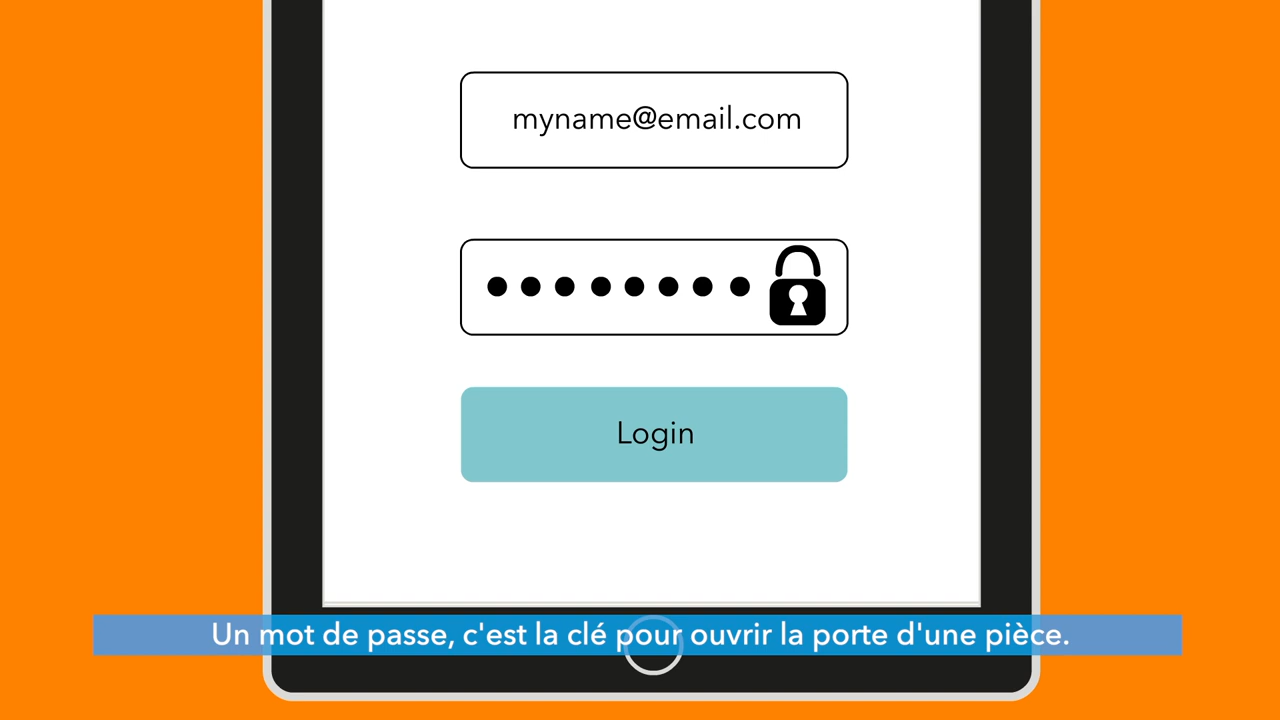 myname@email.com
Login
Un mot de passe, c'est la clé pour ouvrir la porte d'une pièce.